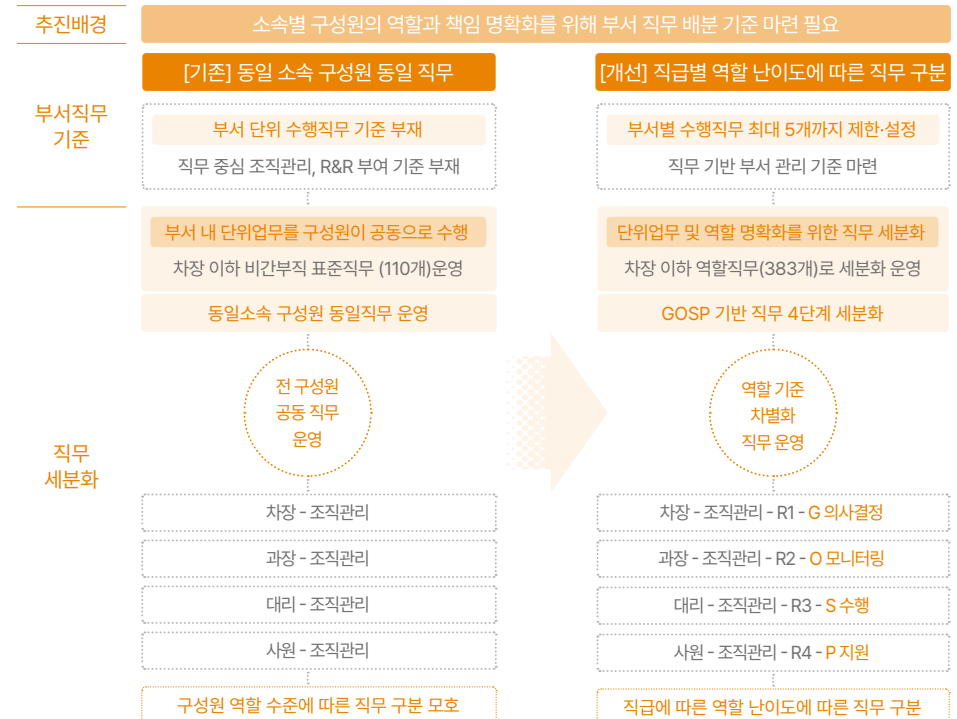 추진배경
소속별 구성원의 역할과 책임 명확화를 위해 부서 직무 배분 기준 마련 필요
[기존] 동일 소속 구성원 동일 직무
[개선] 직급별 역할 난이도에 따른 직무 구분
부서직무
기준
부서 단위 수행직무 기준 부재
직무 중심 조직관리, R&R 부여 기준 부재
부서별 수행직무 최대 5개까지 제한·설정
직무 기반 부서 관리 기준 마련
직무
세분화
부서 내 단위업무를 구성원이 공동으로 수행
차장 이하 비간부직 표준직무 (110개)운영
동일소속 구성원 동일직무 운영
전 구성원
공동 직무
운영
차장 - 조직관리
과장 - 조직관리
대리 - 조직관리
사원 - 조직관리
구성원 역할 수준에 따른 직무 구분 모호
단위업무 및 역할 명확화를 위한 직무 세분화
차장 이하 역할직무(383개)로 세분화 운영
GOSP 기반 직무 4단계 세분화
역할 기준
차별화
직무 운영
차장 - 조직관리 - R1 - G 의사결정
과장 - 조직관리 - R2 - O 모니터링
대리 - 조직관리 - R3 - S 수행
사원 - 조직관리 - R4 - P 지원
직급에 따른 역할 난이도에 따른 직무 구분